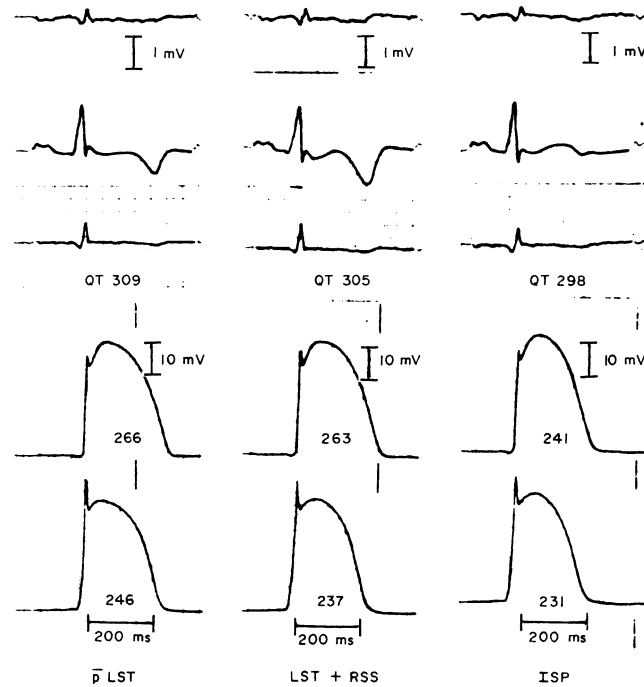 1 mV 1 mV 1 mV
QT 309 QT 305 QT 298
10 mV 10 mV 10 mV
266 263 241
246 237 231
200 ms 200 ms 200 ms
p̄ LST LST + RSS ISP